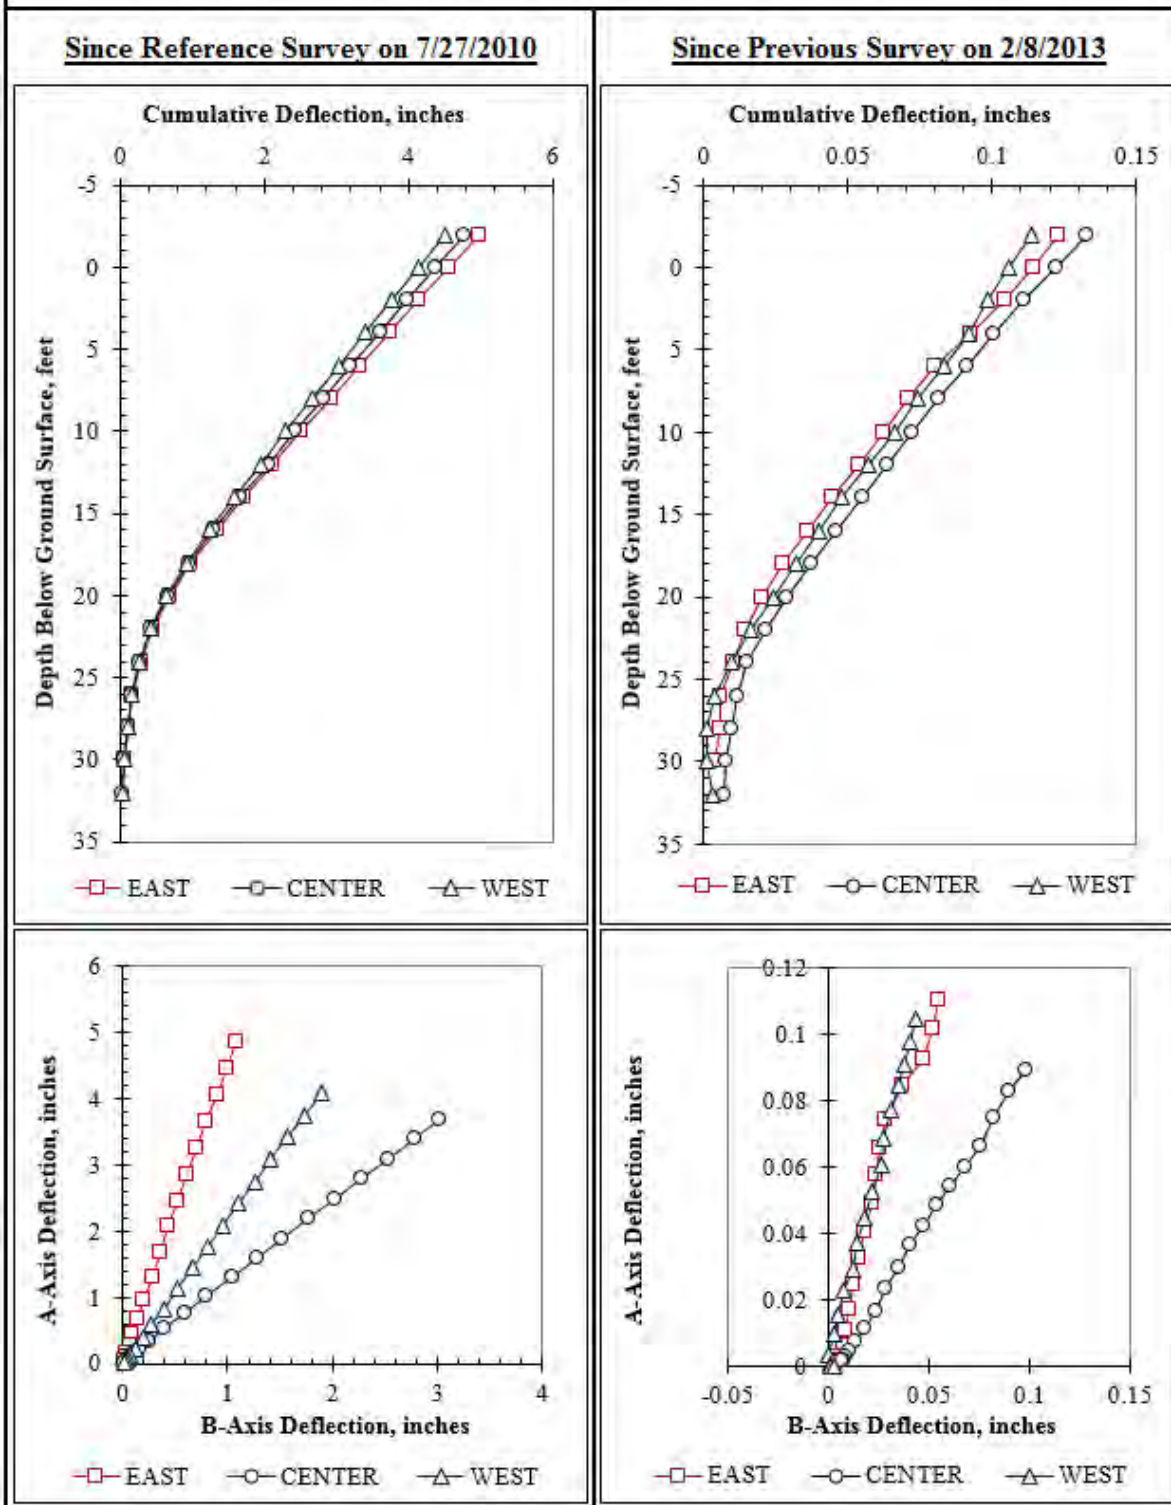 Since Reference Survey on 7/27/2010
Cumulative Deflection, inches
0 2 4 6
-5
0
5
10
15
20
25
30
35
Depth Below Ground Surface, feet
EAST CENTER WEST
Since Previous Survey on 2/8/2013
Cumulative Deflection, inches
0 0.05 0.1 0.15
-5
0
5
10
15
20
25
30
35
Depth Below Ground Surface, feet
EAST CENTER WEST
6
5
4
3
2
1
0
A-Axis Deflection, inches
0 1 2 3 4
B-Axis Deflection, inches
EAST CENTER WEST
0.12
0.1
0.08
0.06
0.04
0.02
0
A-Axis Deflection, inches
-0.05 0 0.05 0.1 0.15
B-Axis Deflection, inches
EAST CENTER WEST